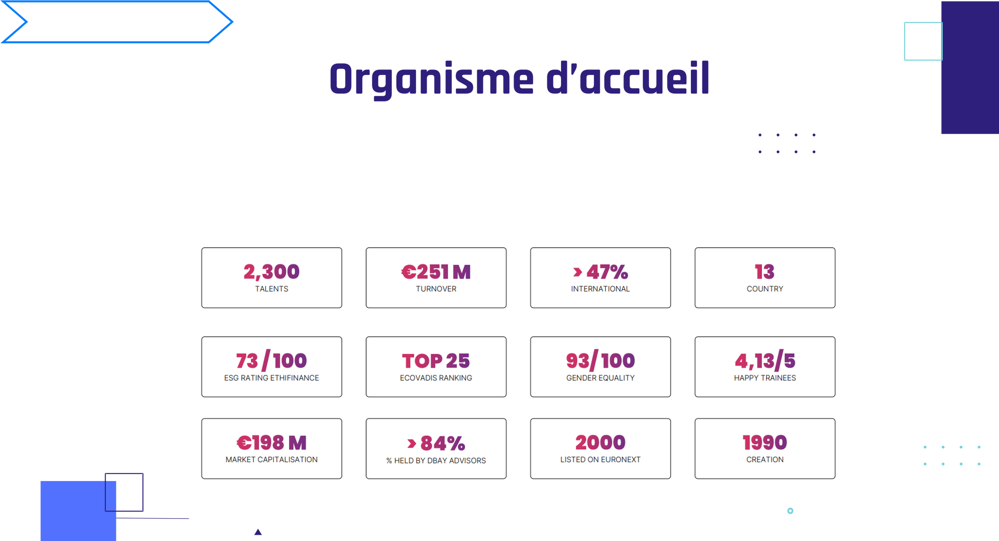 Organisme d’accueil
2,300
TALENTS
€251 M
TURNOVER
> 47%
INTERNATIONAL
13
COUNTRY
73 / 100
ESG RATING ETHIFINANCE
TOP 25
ECOVADIS RANKING
93/100
GENDER EQUALITY
4,13/5
HAPPY TRAINEES
€198 M
MARKET CAPITALISATION
> 84%
% HELD BY DBAY ADVISORS
2000
LISTED ON EURONEXT
1990
CREATION